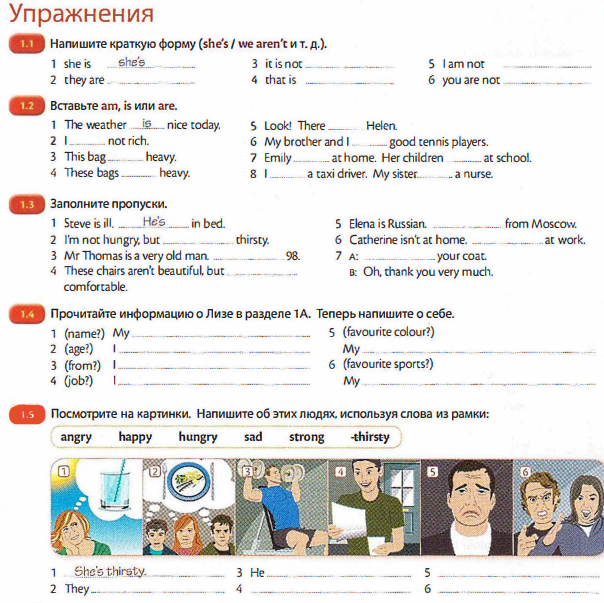 Упражнения
1.1 Напишите краткую форму (she's / we aren't и т. д.).
1 she is she's 3 it is not 5 I am not
2 they are 4 that is 6 you are not
1.2 Вставьте am, is или are.
1 The weather is nice today. 5 Look! There Helen.
2 I not rich. 6 My brother and I good tennis players.
3 This bag heavy. 7 Emily at home. Her children at school.
4 These bags heavy. 8 I a taxi driver. My sister a nurse.
1.3 Заполните пропуски.
1 Steve is ill. He's in bed. 5 Elena is Russian. from Moscow.
2 I'm not hungry, but thirsty. 6 Catherine isn't at home. at work.
3 Mr Thomas is a very old man. 98. 7 A: your coat.
4 These chairs aren't beautiful, but B: Oh, thank you very much.
comfortable.
1.4 Прочитайте информацию о Лизе в разделе 1A. Теперь напишите о себе.
1 (name?) My 5 (favourite colour?)
2 (age?) I My
3 (from?) I 6 (favourite sports?)
4 (job?) I My
1.5 Посмотрите на картинки. Напишите об этих людях, используя слова из рамки:
angry happy hungry sad strong thirsty
1 2 3 4 5 6
1 She's thirsty. 3 He 5
2 They 4 6